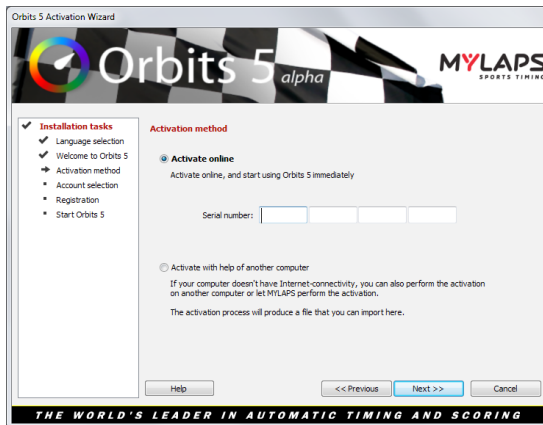 Orbits 5 Activation Wizard
Orbits 5 alpha
MYLAPS
SPORTS TIMING
Installation tasks
Language selection
Welcome to Orbits 5
Activation method
Account selection
Registration
Start Orbits 5
Activation method
Activate online
Activate online, and start using Orbits 5 immediately
Serial number:
Activate with help of another computer
If your computer doesn't have Internet-connectivity, you can also perform the activation
on another computer or let MYLAPS perform the activation.
The activation process will produce a file that you can import here.
Help
<< Previous
Next >>
Cancel
THE WORLD'S LEADER IN AUTOMATIC TIMING AND SCORING